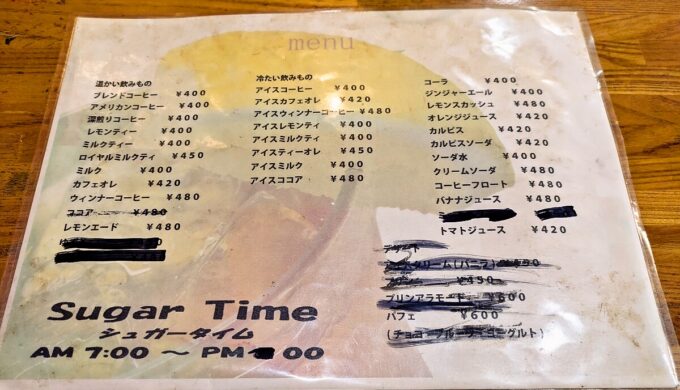 menu
温かい飲みもの
ブレンドコーヒー ￥400
アメリカンコーヒー ￥400
深煎りコーヒー ￥400
レモンティー ￥400
ミルクティー ￥400
ロイヤルミルクティ ￥450
ミルク ￥400
カフェオレ ￥420
ウィンナーコーヒー ￥480
ココア ￥480
レモンエード ￥480
冷たい飲みもの
アイスコーヒー ￥400
アイスカフェオレ ￥420
アイスウィンナーコーヒー ￥480
アイスレモンティ ￥400
アイスミルクティ ￥400
アイスティーオレ ￥450
アイスミルク ￥400
アイスココア ￥480
コーラ ￥400
ジンジャーエール ￥400
レモンスカッシュ ￥480
オレンジジュース ￥420
カルピス ￥420
カルピスソーダ ￥420
ソーダ水 ￥400
クリームソーダ ￥480
コーヒーフロート ￥480
バナナジュース ￥480
トマトジュース ￥420
￥450
￥450
プリンアラモード ￥600
パフェ ￥600
Sugar Time
シュガータイム
AM 7:00 ～ PM 00